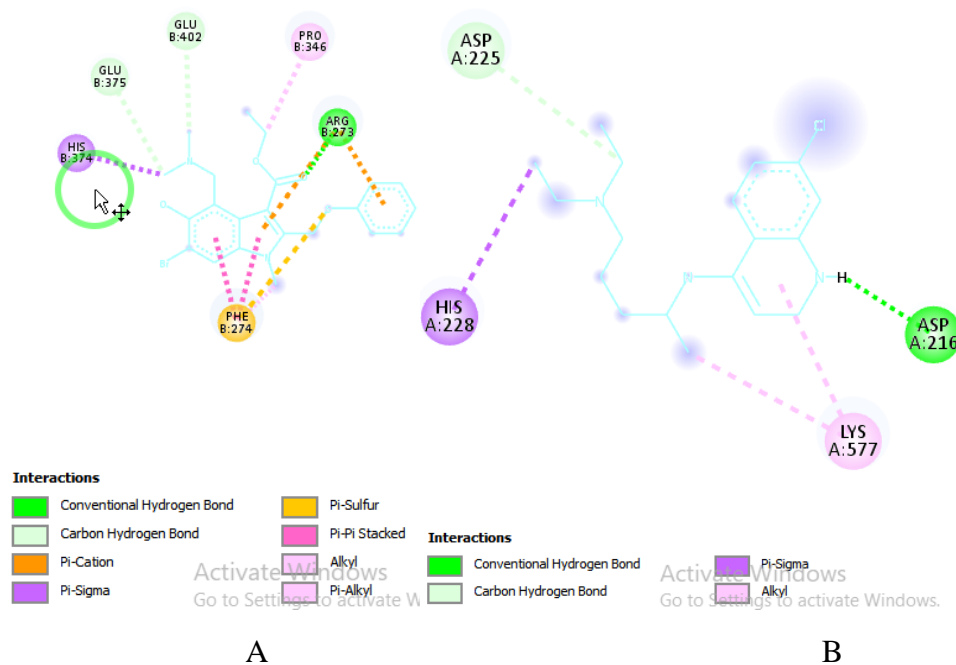 GLU
B:402
PRO
B:346
GLU
B:375
ARG
B:273
HIS
B:374
PHE
B:274
O
Br
Interactions
Conventional Hydrogen Bond
Carbon Hydrogen Bond
Pi-Cation
Pi-Sigma
Pi-Sulfur
Pi-Pi Stacked
Alkyl
Pi-Alkyl
Activate Windows
Go to Settings to activate W
A
ASP
A:225
Cl
HIS
A:228
N
N
N
H
ASP
A:216
LYS
A:577
Interactions
Conventional Hydrogen Bond
Carbon Hydrogen Bond
Pi-Sigma
Alkyl
Activate Windows
Go to Settings to activate Windows.
B